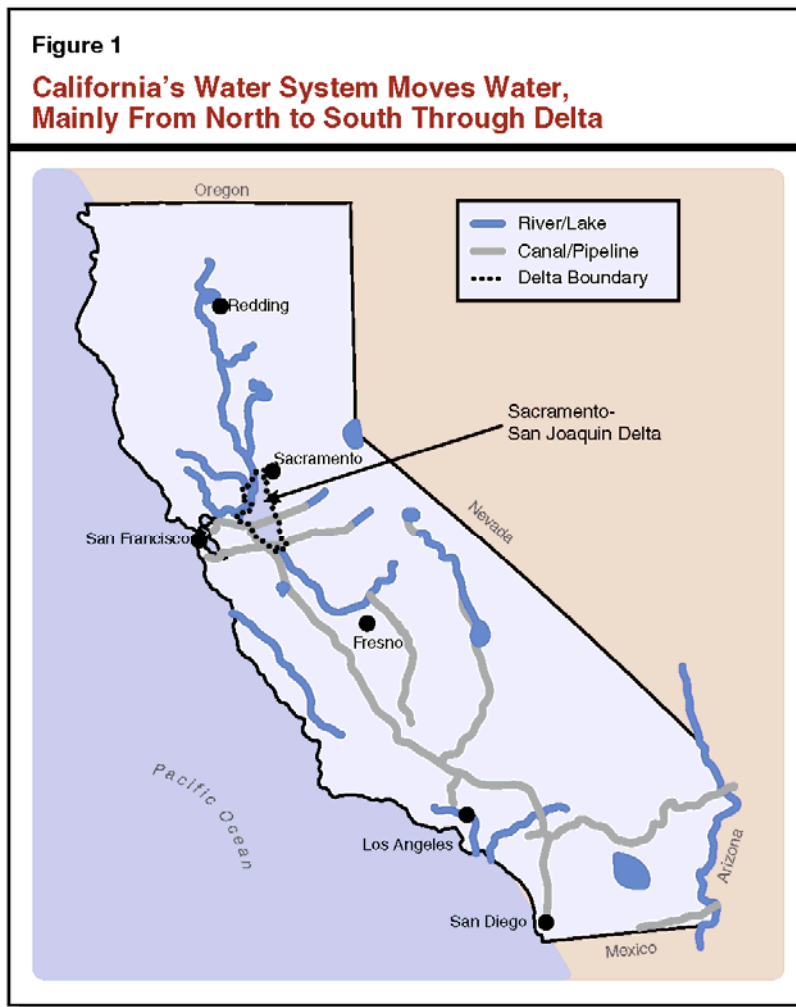 Figure 1
California's Water System Moves Water,
Mainly From North to South Through Delta
Oregon
River/Lake
Canal/Pipeline
Delta Boundary
Redding
Sacramento-
San Joaquin Delta
Sacramento
Nevada
San Francisco
Fresno
Pacific Ocean
Los Angeles
Arizona
San Diego
Mexico